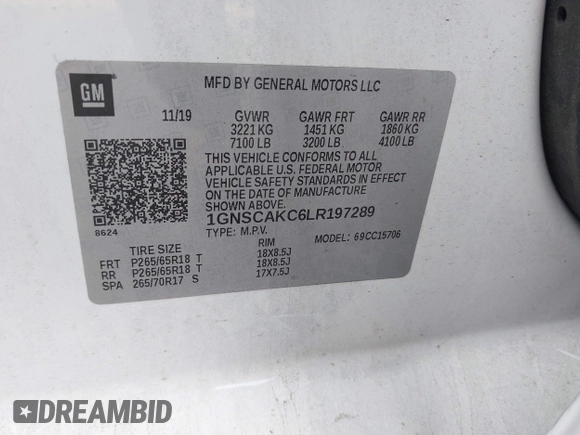 GM
MFD BY GENERAL MOTORS LLC
11/19 GVWR GAWR FRT GAWR RR
3221 KG 1451 KG 1860 KG
7100 LB 3200 LB 4100 LB
THIS VEHICLE CONFORMS TO ALL
APPLICABLE U.S. FEDERAL MOTOR
VEHICLE SAFETY STANDARDS IN EFFECT
ON THE DATE OF MANUFACTURE
SHOWN ABOVE.
1GNSCAKC6LR197289
8624 TYPE: M.P.V. MODEL: 69CC15706
TIRE SIZE RIM
FRT P265/65R18 T 18X8.5J
RR P265/65R18 T 18X8.5J
SPA 265/70R17 S 17X7.5J
DREAMBID